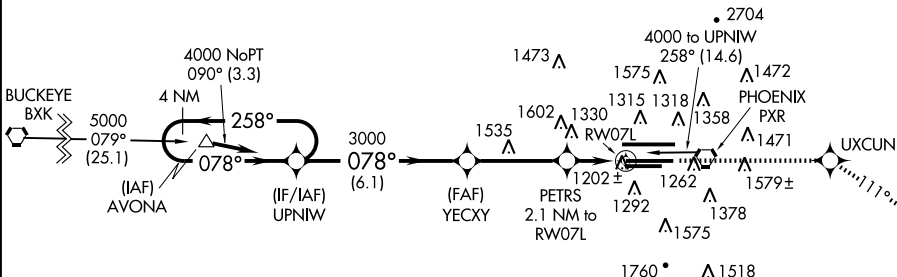 2704
4000 to UPNIW
258° (14.6)
1473
1575
1472
4000 NoPT
090° (3.3)
BUCKEYE
BXK
4 NM
5000
079°
(25.1)
258°
078°
(IAF)
AVONA
(IF/IAF)
UPNIW
3000
078°
(6.1)
1535
(FAF)
YECXY
1602
1330
RW07L
1315
1318
1358
PHOENIX
PXR
1471
UXCUN
111°
PETRS
2.1 NM to
RW07L
1202±
1262
1579±
1292
1378
1575
1760
1518